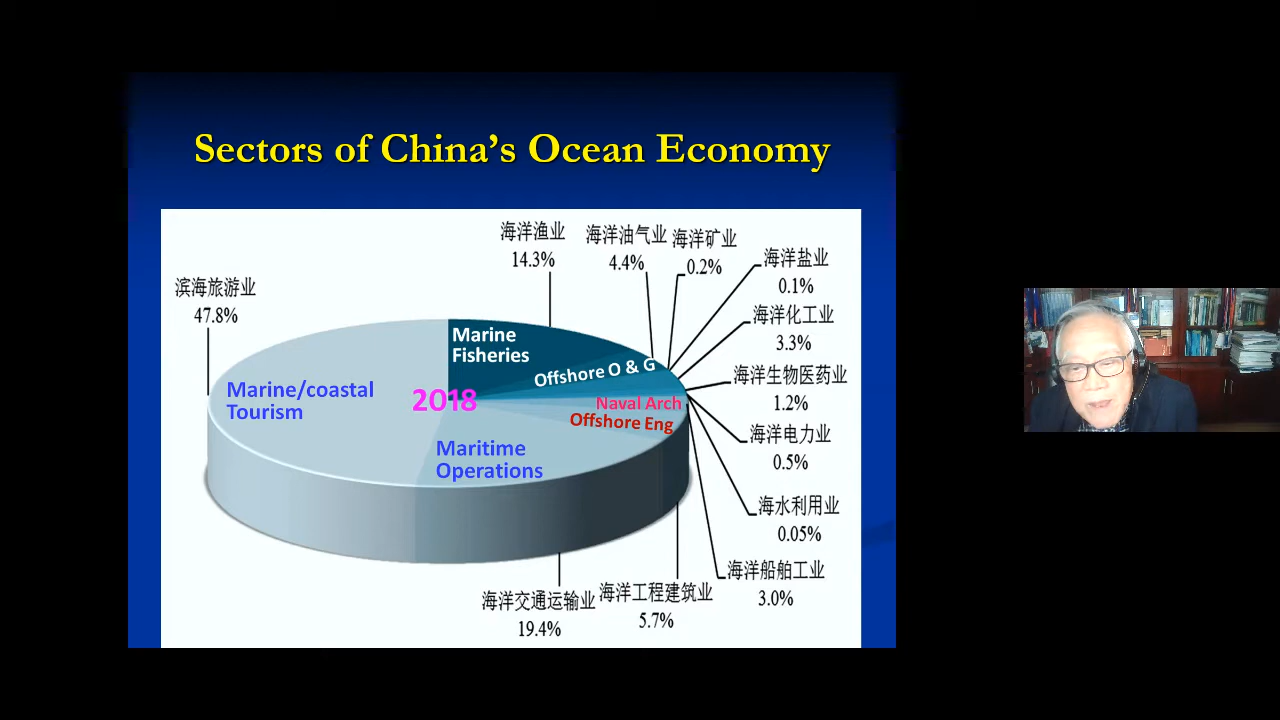 Sectors of China's Ocean Economy
海洋渔业
14.3%
海洋油气业
4.4%
海洋矿业
0.2%
海洋盐业
0.1%
滨海旅游业
47.8%
海洋化工业
3.3%
Marine
Fisheries
Offshore O & G
海洋生物医药业
1.2%
Marine/coastal
Tourism
2018
Naval Arch
Offshore Eng
海洋电力业
0.5%
Maritime
Operations
海水利用业
0.05%
海洋船舶工业
3.0%
海洋交通运输业
19.4%
海洋工程建筑业
5.7%